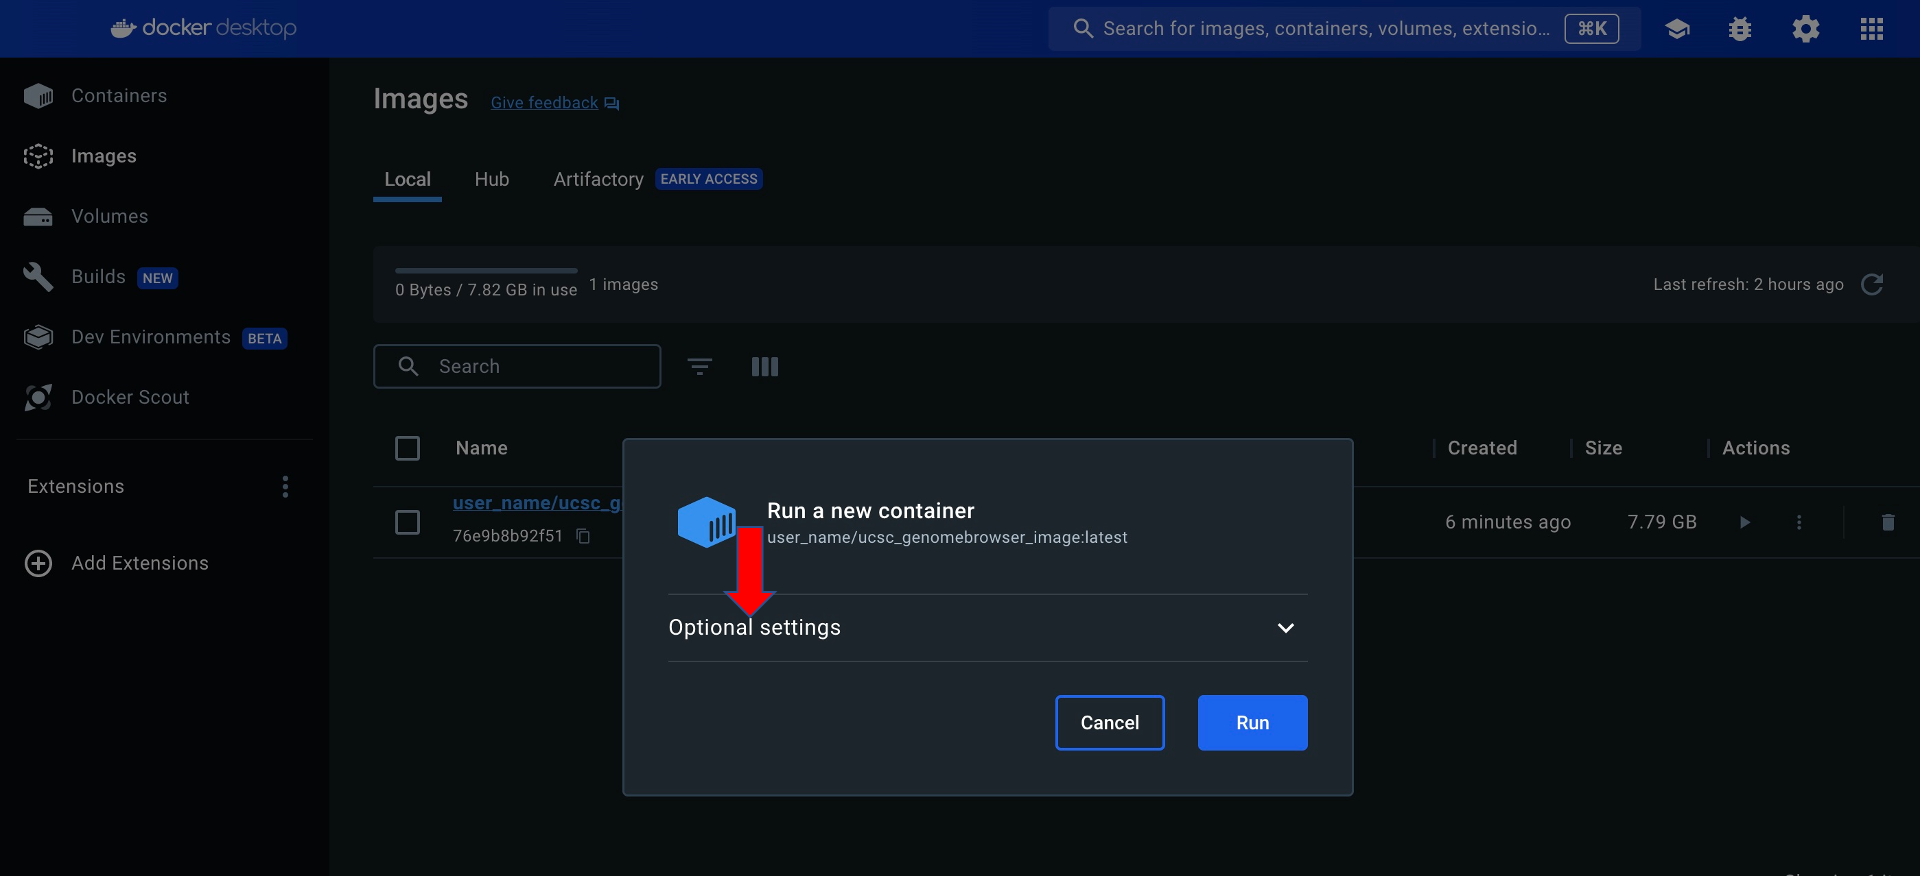 docker desktop
Search for images, containers, volumes, extensio... ⌘K
Containers
Images
Volumes
Builds NEW
Dev Environments BETA
Docker Scout
Extensions
Add Extensions
Images Give feedback
Local Hub Artifactory EARLY ACCESS
0 Bytes / 7.82 GB in use 1 images
Last refresh: 2 hours ago
Search
Name Created Size Actions
user_name/ucsc_g
76e9b8b92f51
6 minutes ago 7.79 GB
Run a new container
user_name/ucsc_genomebrowser_image:latest
Optional settings
Cancel Run